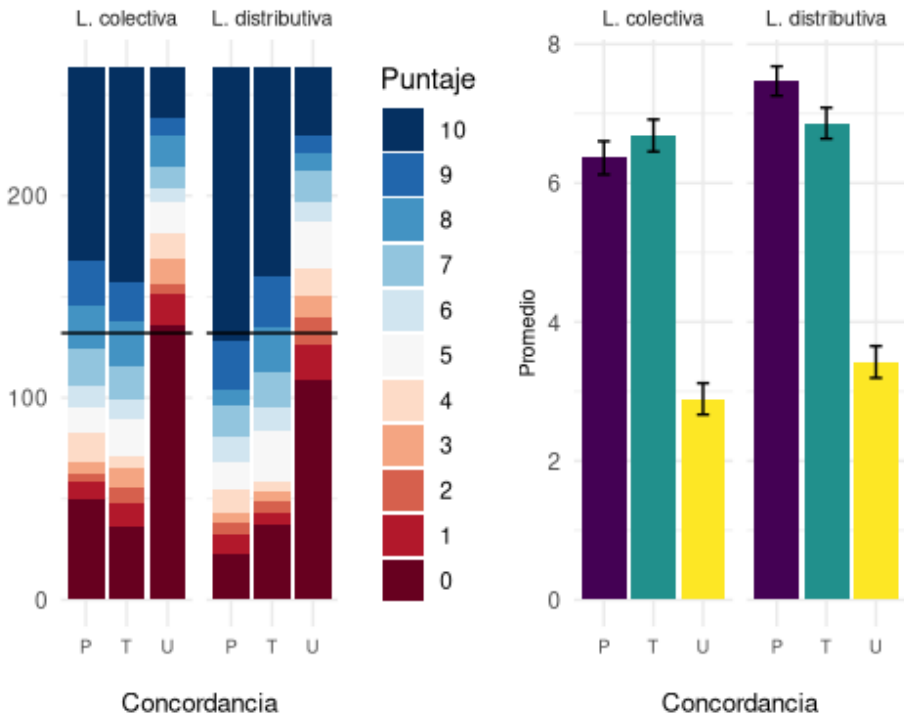 L. colectiva L. distributiva
200
100
0
P T U P T U
Concordancia
Puntaje
10
9
8
7
6
5
4
3
2
1
0
L. colectiva L. distributiva
8
6
4
2
0
Promedio
P T U P T U
Concordancia